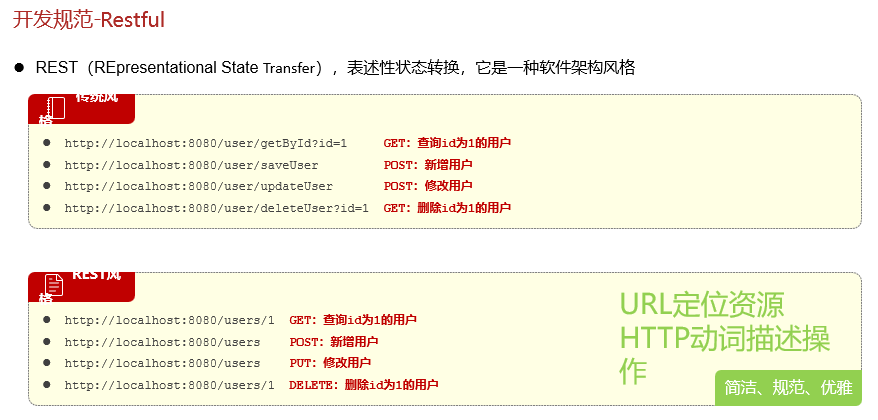 开发规范-Restful
REST（REpresentational State Transfer），表述性状态转换，它是一种软件架构风格
传统风
格
http://localhost:8080/user/getById?id=1 GET：查询id为1的用户
http://localhost:8080/user/saveUser POST：新增用户
http://localhost:8080/user/updateUser POST：修改用户
http://localhost:8080/user/deleteUser?id=1 GET：删除id为1的用户
REST风
格
http://localhost:8080/users/1 GET：查询id为1的用户
http://localhost:8080/users POST：新增用户
http://localhost:8080/users PUT：修改用户
http://localhost:8080/users/1 DELETE：删除id为1的用户
URL定位资源
HTTP动词描述操
作
简洁、规范、优雅